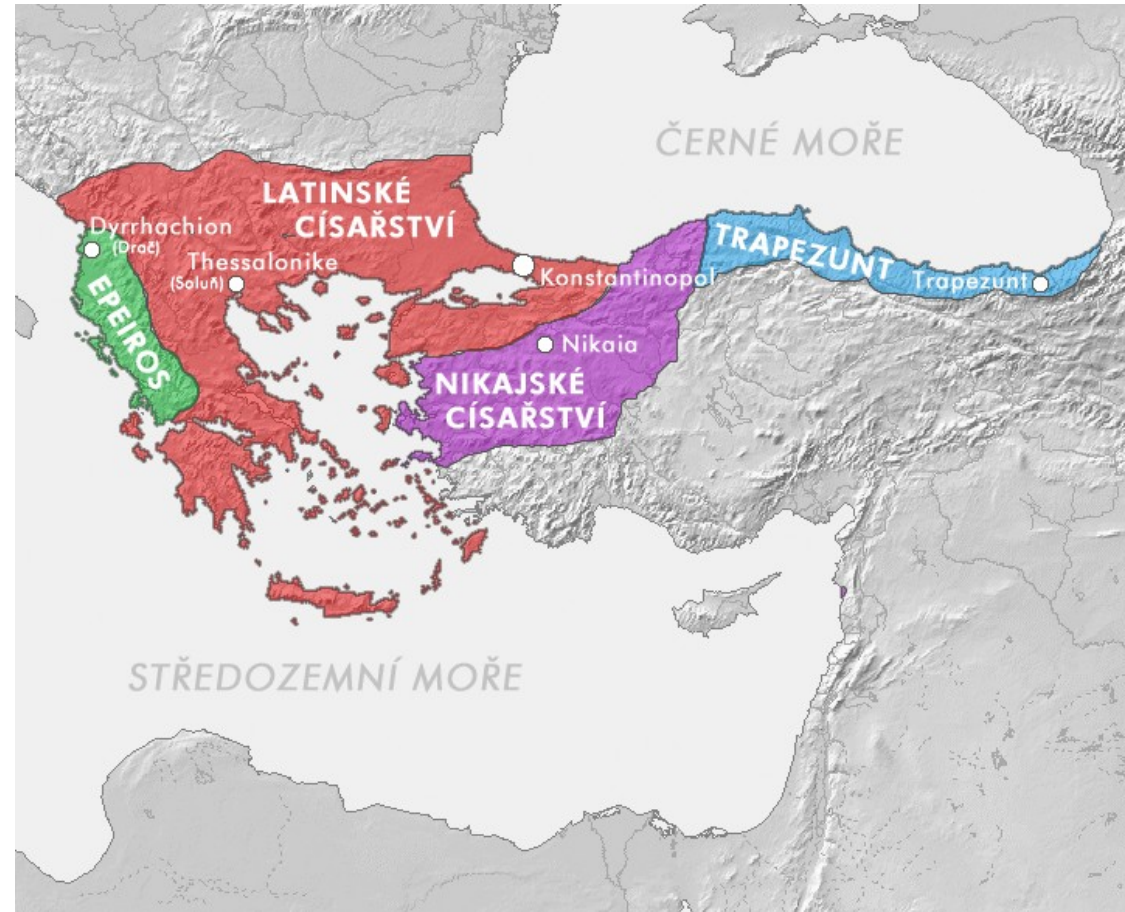 ČERNÉ MOŘE
LATINSKÉ
CÍSAŘSTVÍ
Dyrrhachion
(Drač)
Thessalonike
(Soluň)
Konstantinopol
TRAPEZUNT
Trapezunt
EPEIROS
Nikaia
NIKAJSKÉ
CÍSAŘSTVÍ
STŘEDOZEMNÍ MOŘE